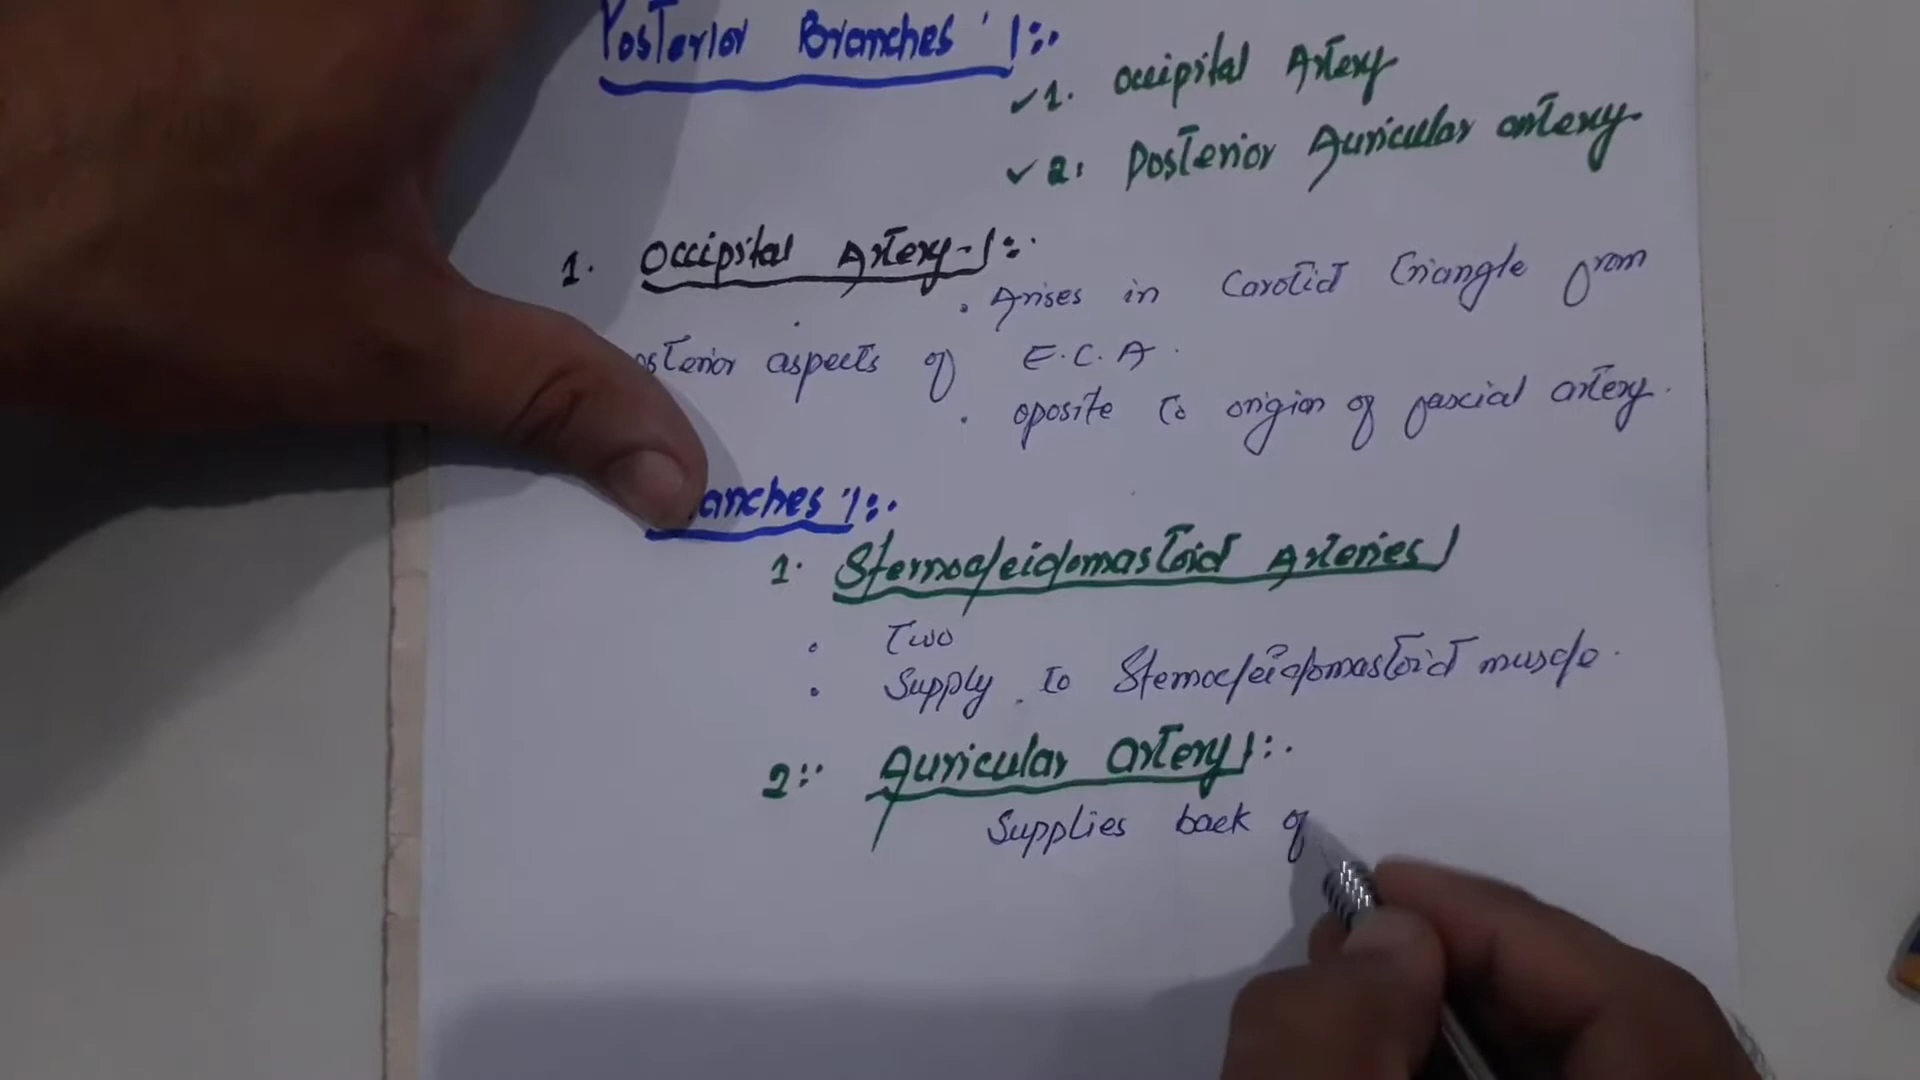 Posterior Branches :-
✓1. Occipital Artery
✓2. Posterior Auricular artery
1. Occipital Artery :-
. Arises in Carotid triangle from
osterior aspects of E.C.A.
. oposite to origion of fascial artery.
anches :-
1. Sternocleidomastoid Arteries
. Two
. Supply to Sternocleidomastoid muscle.
2:- Auricular artery :-
Supplies back of